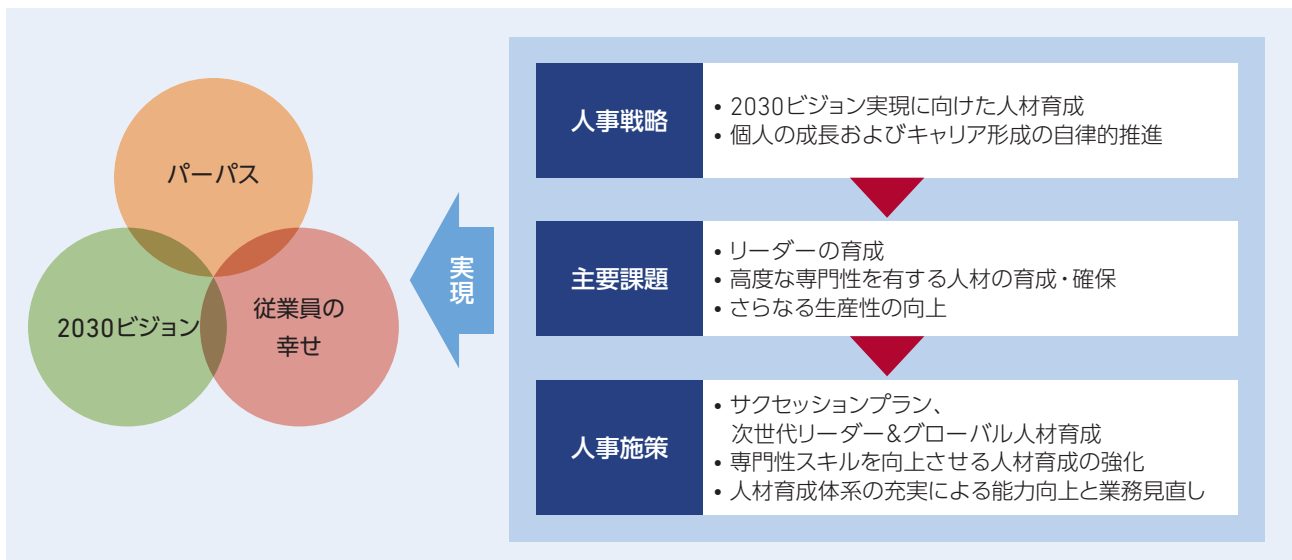 パーパス
2030ビジョン
従業員の
幸せ
実現
人事戦略
• 2030ビジョン実現に向けた人材育成
• 個人の成長およびキャリア形成の自律的推進
主要課題
• リーダーの育成
• 高度な専門性を有する人材の育成・確保
• さらなる生産性の向上
人事施策
• サクセッションプラン、
次世代リーダー&グローバル人材育成
• 専門性スキルを向上させる人材育成の強化
• 人材育成体系の充実による能力向上と業務見直し